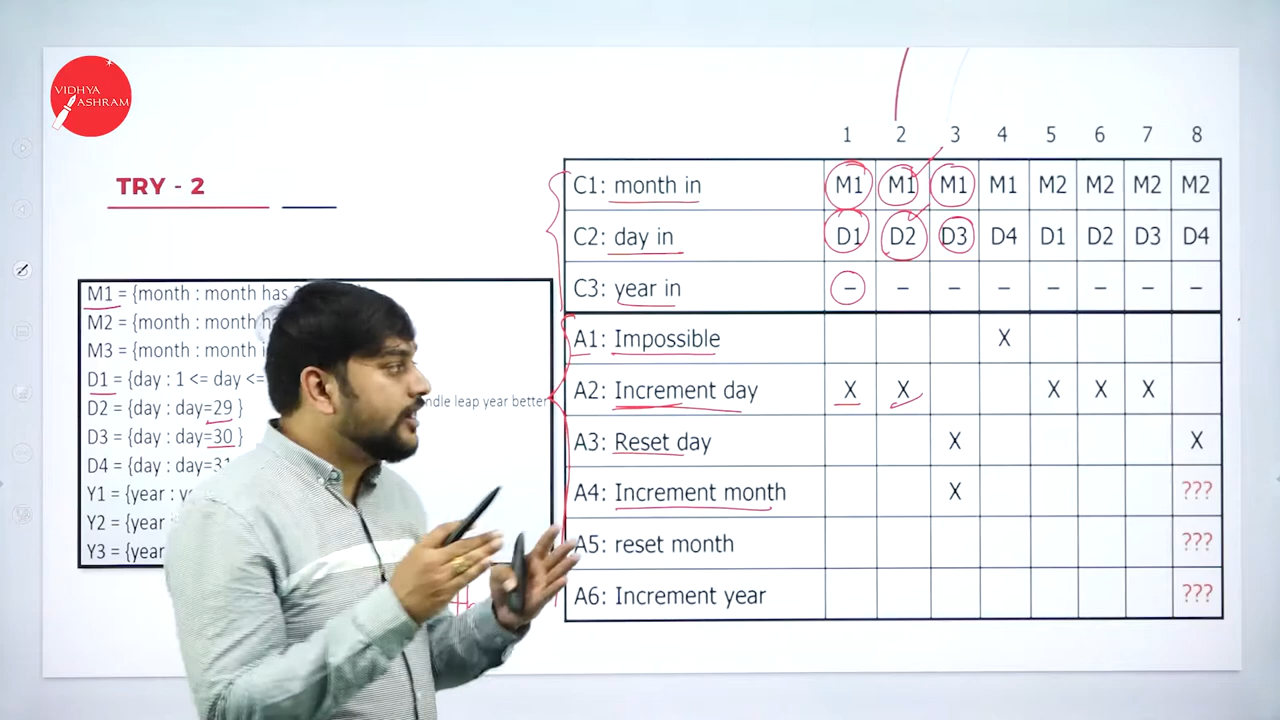 VIDHYA
ASHRAM
TRY - 2
M1 = {month : month has
M2 = {month : month
M3 = {month : month
D1 = {day : 1 <= day <=
D2 = {day : day=29 }
D3 = {day : day=30 }
D4 = {day : day=31
Y1 = {year :
Y2 = {year
Y3 = {year
leap year better
1 2 3 4 5 6 7 8
C1: month in M1 M1 M1 M1 M2 M2 M2 M2
C2: day in D1 D2 D3 D4 D1 D2 D3 D4
C3: year in – – – – – – – –
A1: Impossible X
A2: Increment day X X X X X
A3: Reset day X X
A4: Increment month X ???
A5: reset month ???
A6: Increment year ???